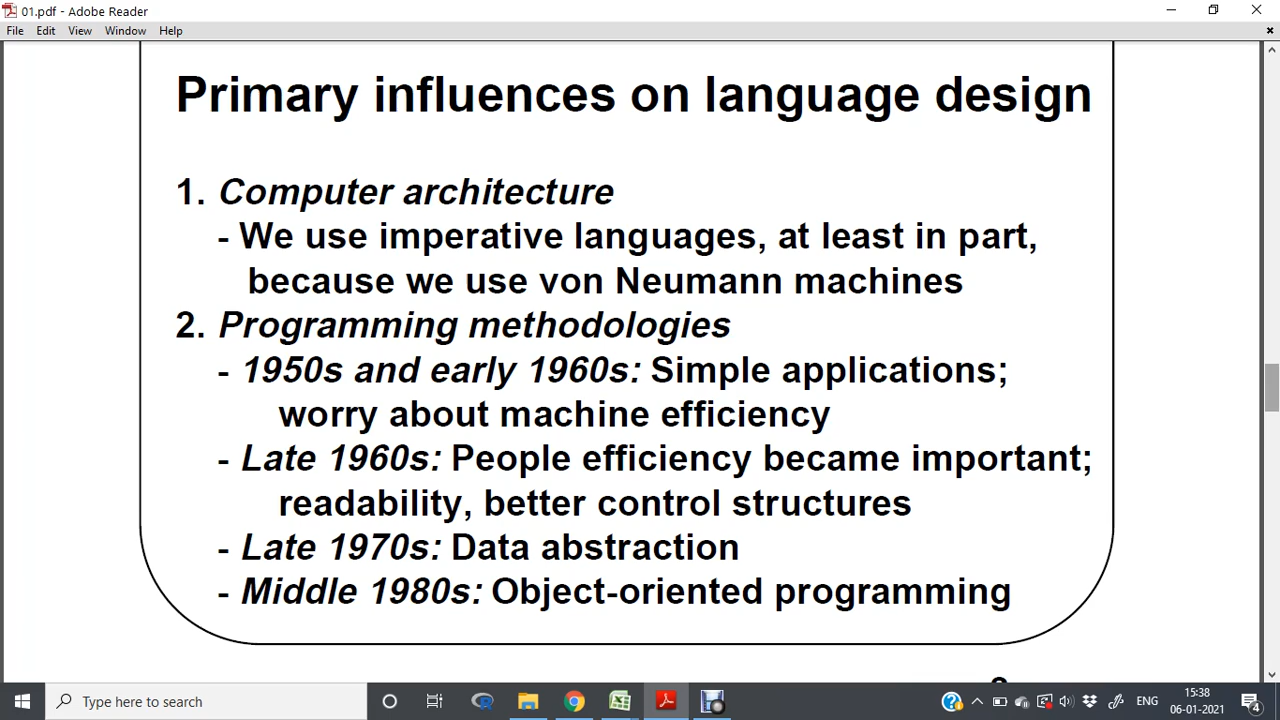 01.pdf - Adobe Reader
File Edit View Window Help
Primary influences on language design
1. Computer architecture
- We use imperative languages, at least in part,
because we use von Neumann machines
2. Programming methodologies
- 1950s and early 1960s: Simple applications;
worry about machine efficiency
- Late 1960s: People efficiency became important;
readability, better control structures
- Late 1970s: Data abstraction
- Middle 1980s: Object-oriented programming
Type here to search
ENG
15:38
06-01-2021
4